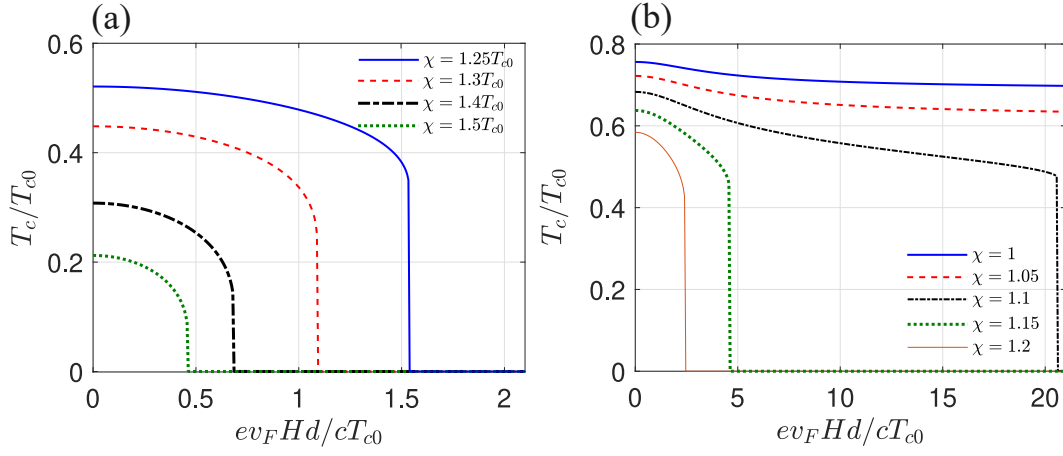 (a)
0.6
0.4
0.2
0
T_c/T_{c0}
χ = 1.25T_{c0}
χ = 1.3T_{c0}
χ = 1.4T_{c0}
χ = 1.5T_{c0}
0 0.5 1 1.5 2
ev_F Hd/cT_{c0}
(b)
0.8
0.6
0.4
0.2
0
T_c/T_{c0}
χ = 1
χ = 1.05
χ = 1.1
χ = 1.15
χ = 1.2
0 5 10 15 20
ev_F Hd/cT_{c0}